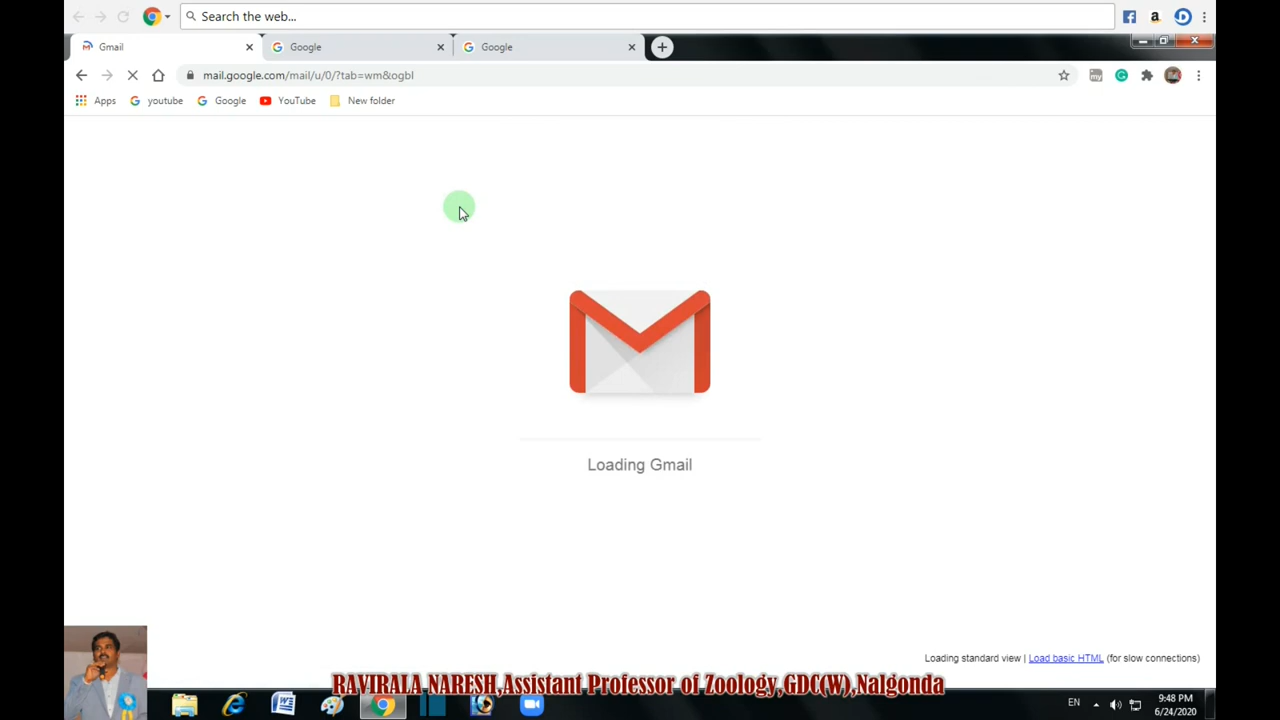 Search the web...
Gmail
Google
Google
mail.google.com/mail/u/0/?tab=wm&ogbl
Apps
youtube
Google
YouTube
New folder
Loading Gmail
Loading standard view | Load basic HTML (for slow connections)
RAVIRALA NARESH,Assistant Professor of Zoology,GDC(W),Nalgonda
EN
9:48 PM
6/24/2020